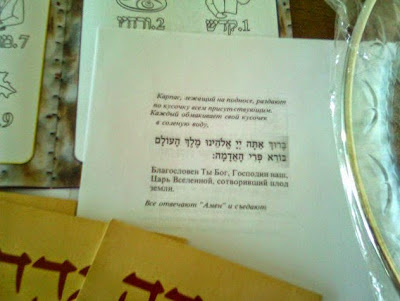 1.קדש
2.ורחץ
7.
9
Карпас, лежащий на подносе, раздают
по кусочку всем присутствующим.
Каждый обмакивает свой кусочек
в соленую воду.
בָּרוּךְ אַתָּה יְיָ אֱלֹהֵינוּ מֶלֶךְ הָעוֹלָם
בּוֹרֵא פְּרִי הָאֲדָמָה:
Благословен Ты Бог, Господин наш,
Царь Вселенной, сотворивший плод
земли.
Все отвечают "Амен" и съедают